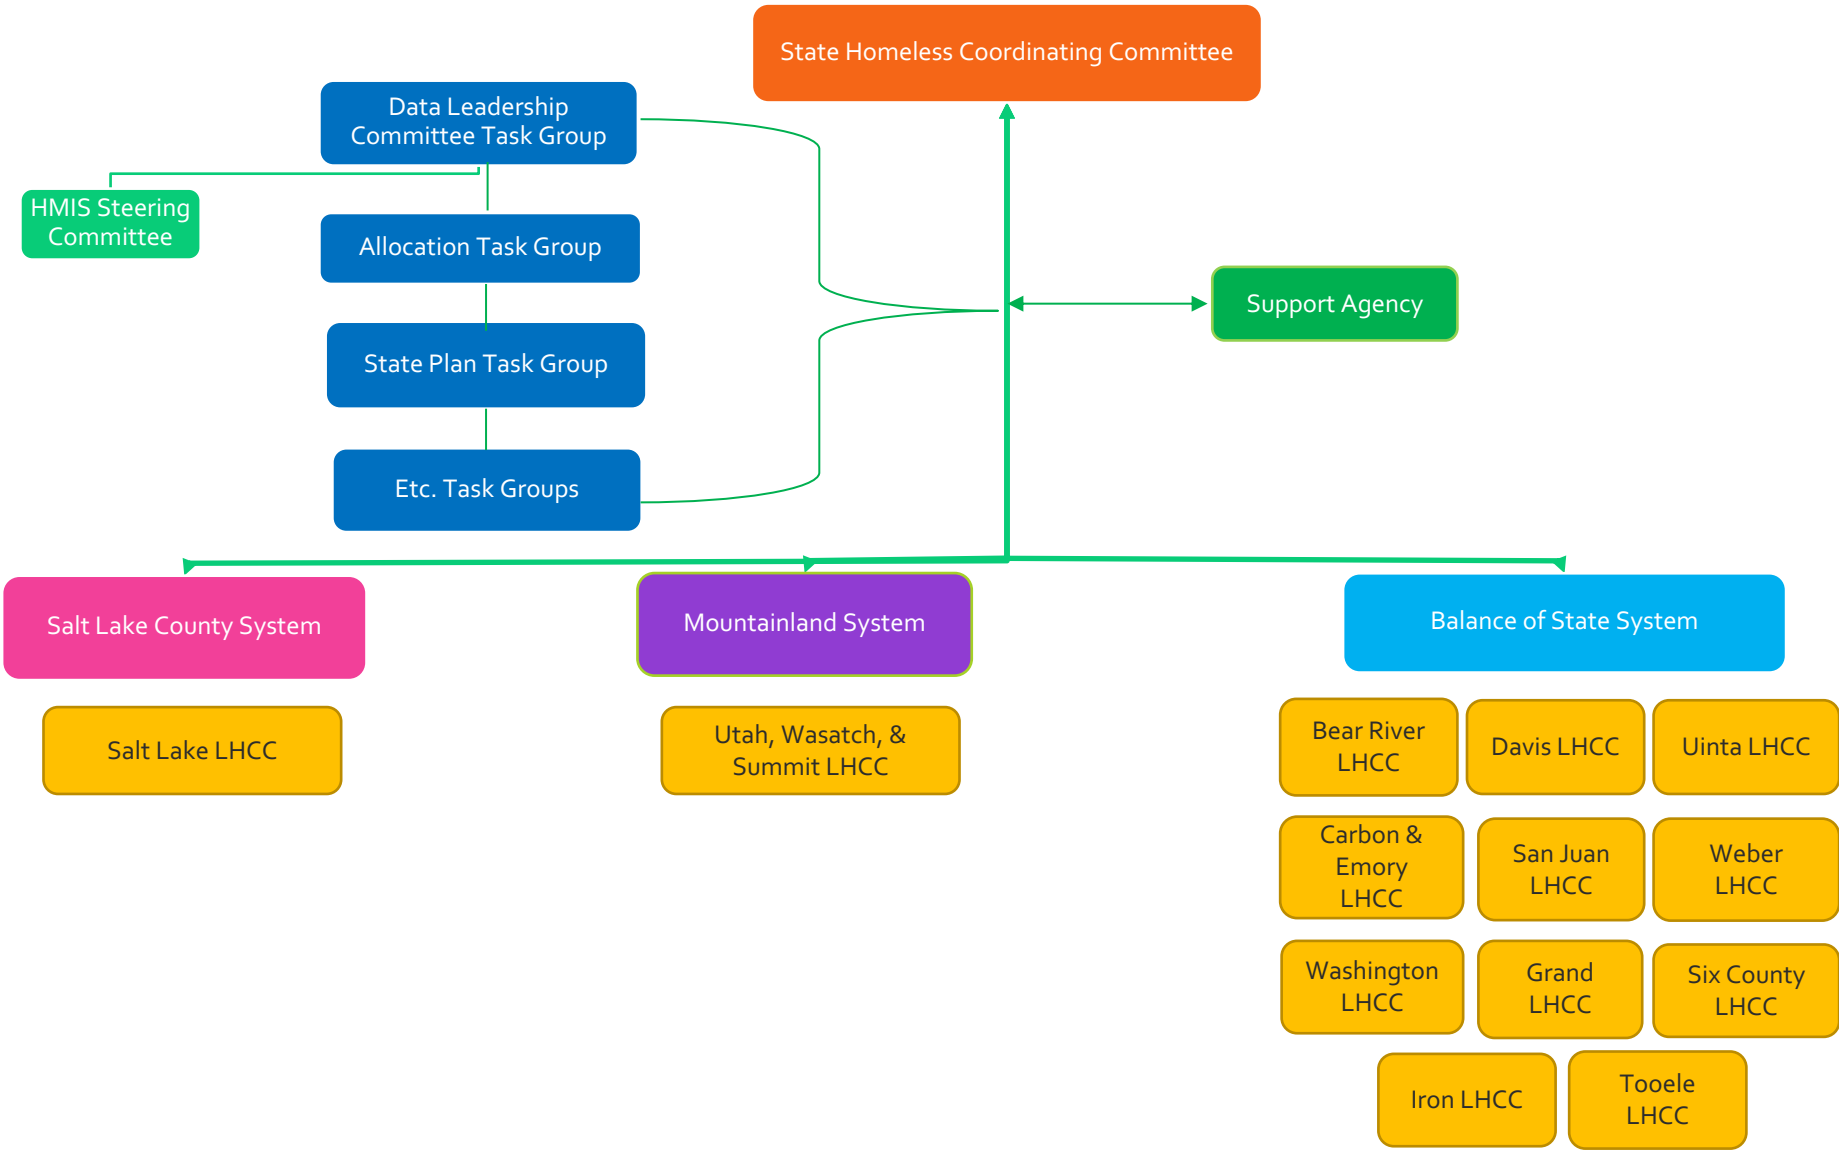 State Homeless Coordinating Committee
Data Leadership
Committee Task Group
HMIS Steering
Committee
Allocation Task Group
Support Agency
State Plan Task Group
Etc. Task Groups
Salt Lake County System
Mountainland System
Balance of State System
Salt Lake LHCC
Utah, Wasatch, &
Summit LHCC
Bear River
LHCC
Davis LHCC
Uinta LHCC
Carbon &
Emory
LHCC
San Juan
LHCC
Weber
LHCC
Washington
LHCC
Grand
LHCC
Six County
LHCC
Iron LHCC
Tooele
LHCC